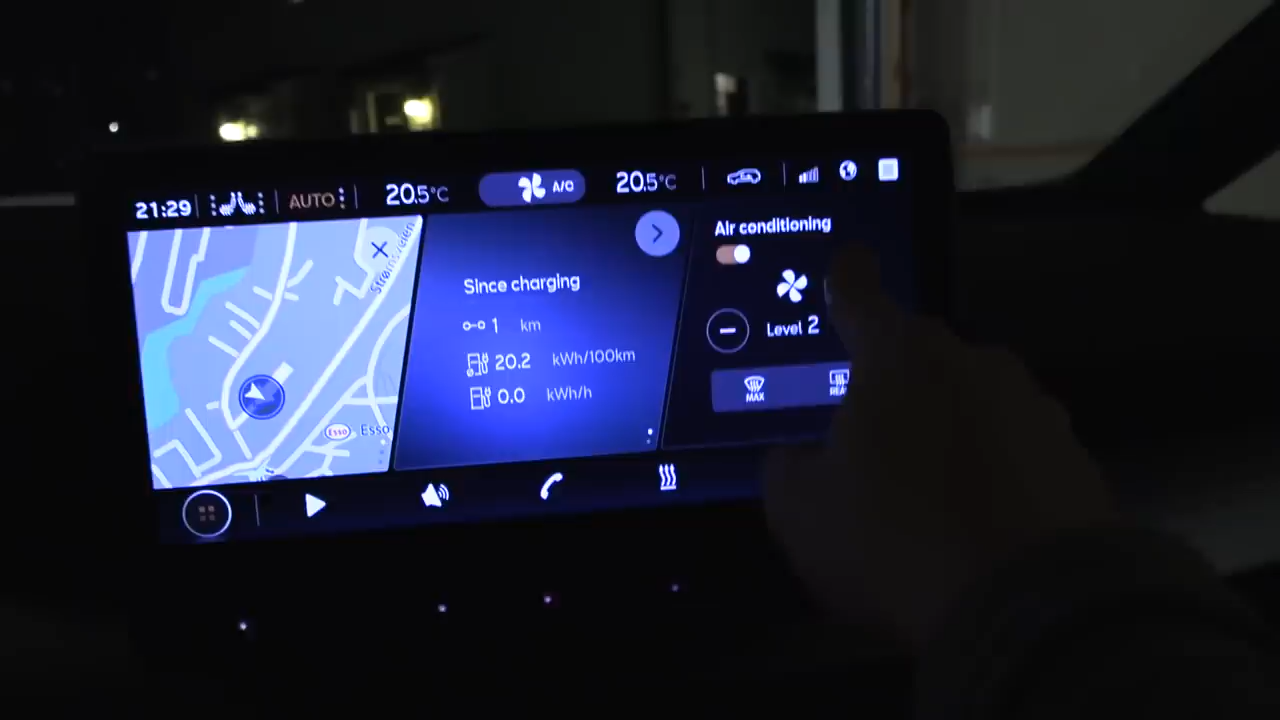 21:29 AUTO 20.5°C A/C 20.5°C
Strømsveien
Esso Esso
Since charging
1 km
20.2 kWh/100km
0.0 kWh/h
Air conditioning
Level 2
MAX